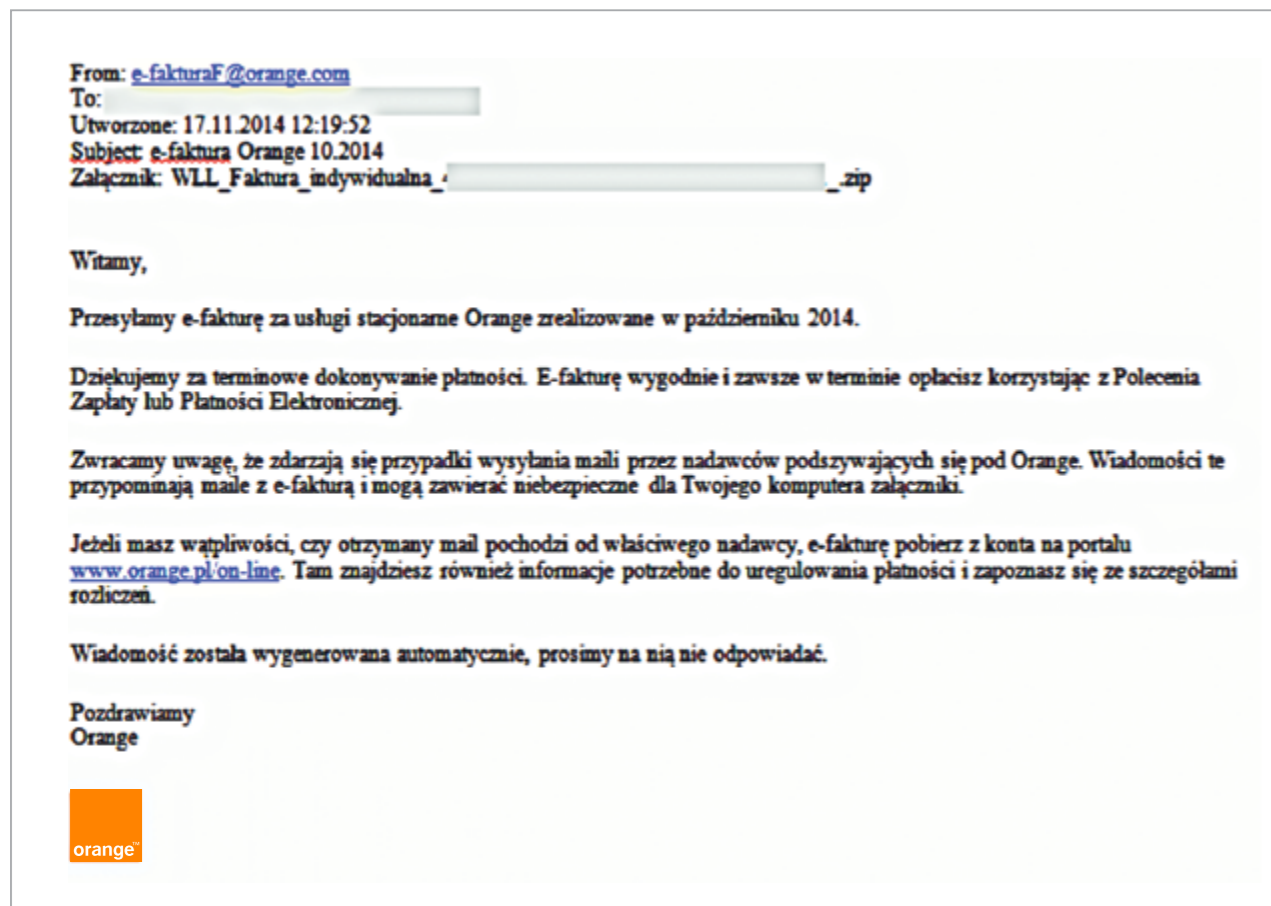 From: e-fakturaF@orange.com
To:
Utworzone: 17.11.2014 12:19:52
Subject: e-faktura Orange 10.2014
Załącznik: WLL_Faktura_indywidualna_ _.zip
Witamy,
Przesyłamy e-fakturę za usługi stacjonarne Orange zrealizowane w październiku 2014.
Dziękujemy za terminowe dokonywanie płatności. E-fakturę wygodnie i zawsze w terminie opłacisz korzystając z Polecenia
Zapłaty lub Płatności Elektronicznej.
Zwracamy uwagę, że zdarzają się przypadki wysyłania maili przez nadawców podszywających się pod Orange. Wiadomości te
przypominają maile z e-fakturą i mogą zawierać niebezpieczne dla Twojego komputera załączniki.
Jeżeli masz wątpliwości, czy otrzymany mail pochodzi od właściwego nadawcy, e-fakturę pobierz z konta na portalu
www.orange.pl/on-line. Tam znajdziesz również informacje potrzebne do uregulowania płatności i zapoznasz się ze szczegółami
rozliczeń.
Wiadomość została wygenerowana automatycznie, prosimy na nią nie odpowiadać.
Pozdrawiamy
Orange
orange™